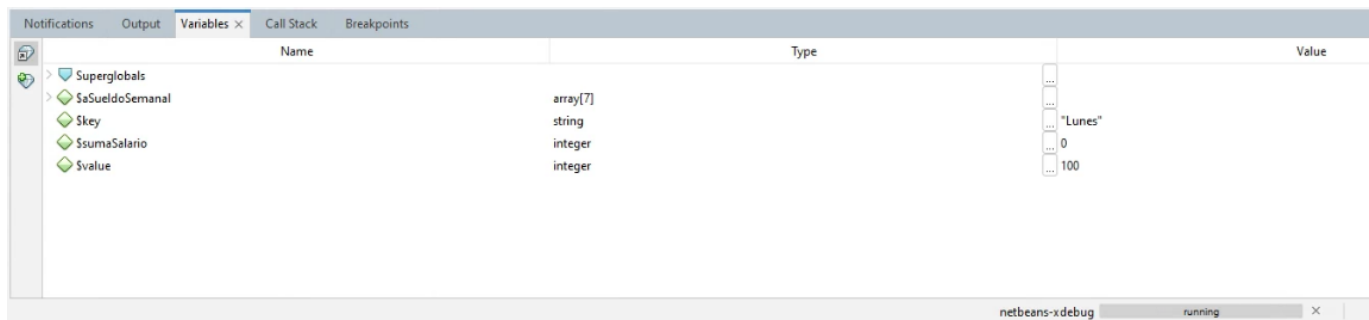 Notifications Output Variables × Call Stack Breakpoints
Name Type Value
Superglobals ...
$aSueldoSemanal array[7] ...
$key string ... "Lunes"
$sumaSalario integer ... 0
$value integer ... 100
netbeans-xdebug running ×